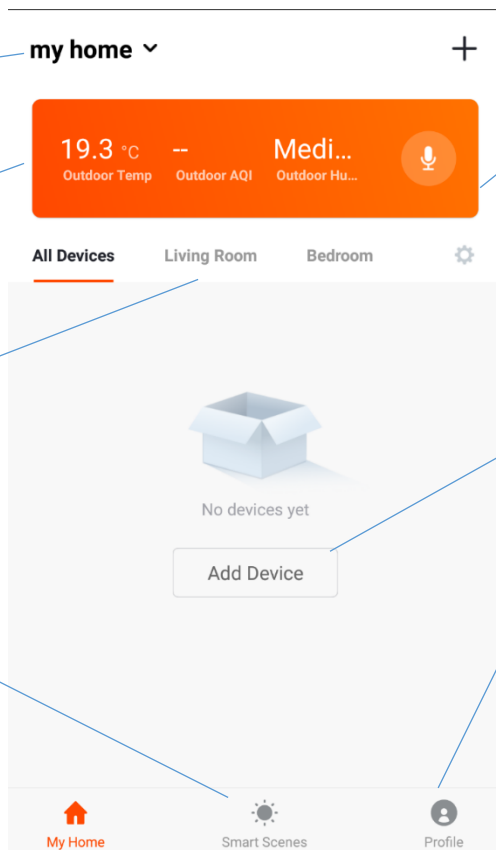 my home
19.3 °C -- Medi...
Outdoor Temp Outdoor AQI Outdoor Hu...
All Devices Living Room Bedroom
No devices yet
Add Device
My Home Smart Scenes Profile